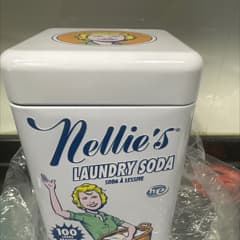 Nellie's
LAUNDRY SODA
SODA À LESSIVE
100